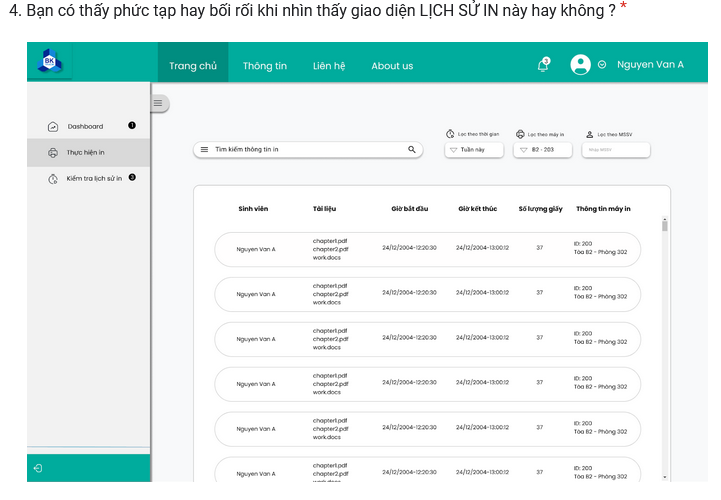 4. Bạn có thấy phức tạp hay bối rối khi nhìn thấy giao diện LỊCH SỬ IN này hay không ? *
BK
Trang chủ
Thông tin
Liên hệ
About us
3
Nguyen Van A
Dashboard
1
Thực hiện in
Kiểm tra lịch sử in
3
Tìm kiếm thông tin in
Lọc theo thời gian
Lọc theo máy in
Lọc theo MSSV
Tuần này
B2 - 203
Nhập MSSV
Sinh viên
Tài liệu
Giờ bắt đầu
Giờ kết thúc
Số lượng giấy
Thông tin máy in
Nguyen Van A
chapter1.pdf
chapter2.pdf
work.docs
24/12/2004-12:20:30
24/12/2004-13:00:12
37
ID: 203
Tòa B2 - Phòng 302
Nguyen Van A
chapter1.pdf
chapter2.pdf
work.docs
24/12/2004-12:20:30
24/12/2004-13:00:12
37
ID: 203
Tòa B2 - Phòng 302
Nguyen Van A
chapter1.pdf
chapter2.pdf
work.docs
24/12/2004-12:20:30
24/12/2004-13:00:12
37
ID: 203
Tòa B2 - Phòng 302
Nguyen Van A
chapter1.pdf
chapter2.pdf
work.docs
24/12/2004-12:20:30
24/12/2004-13:00:12
37
ID: 203
Tòa B2 - Phòng 302
Nguyen Van A
chapter1.pdf
chapter2.pdf
work.docs
24/12/2004-12:20:30
24/12/2004-13:00:12
37
ID: 203
Tòa B2 - Phòng 302
Nguyen Van A
chapter1.pdf
chapter2.pdf
work.docs
24/12/2004-12:20:30
24/12/2004-13:00:12
37
ID: 203
Tòa B2 - Phòng 302